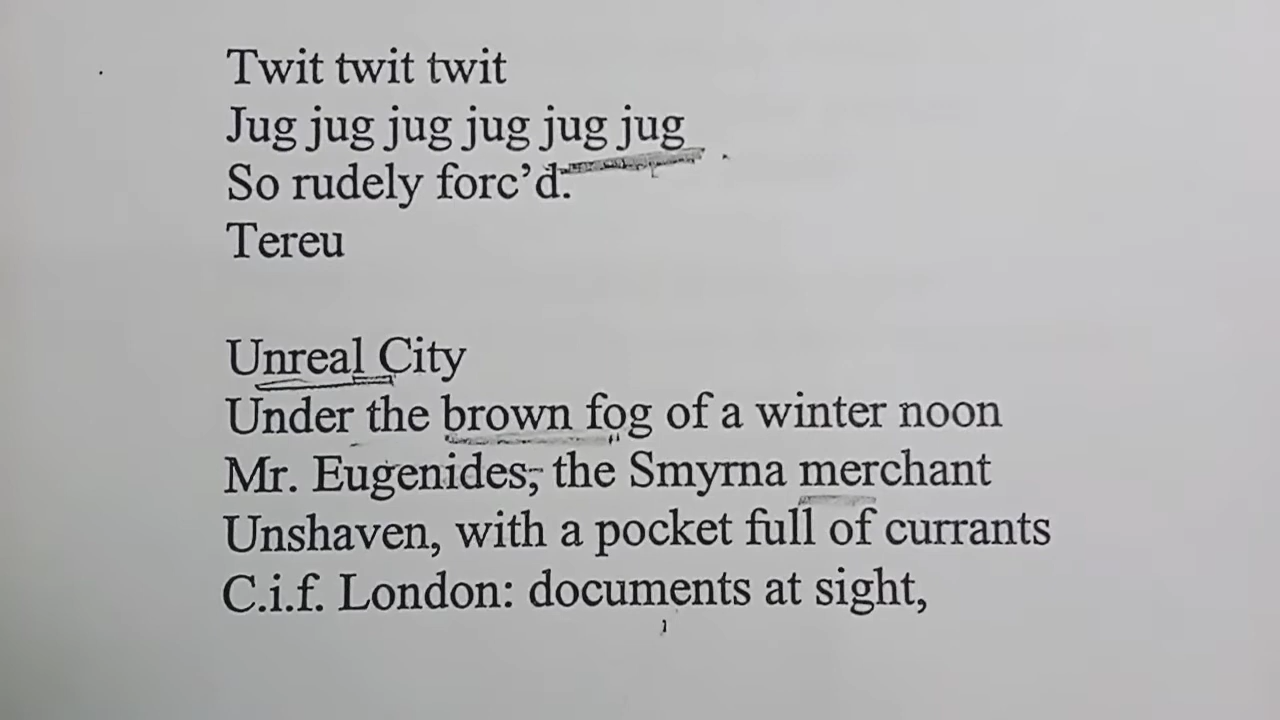 Twit twit twit
Jug jug jug jug jug jug
So rudely forc’d.
Tereu
Unreal City
Under the brown fog of a winter noon
Mr. Eugenides, the Smyrna merchant
Unshaven, with a pocket full of currants
C.i.f. London: documents at sight,